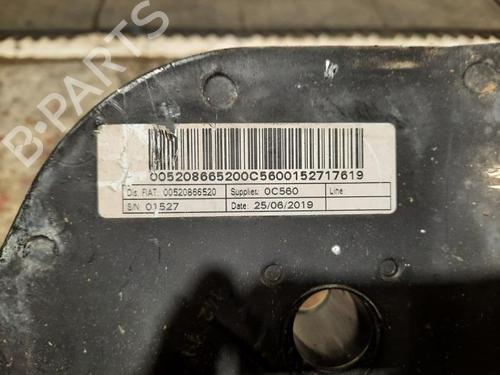 B-PARTS
005208665200C5600152717619
Dis. FIAT: 00520866520 Supplier: 0C560 Line:
S/N: 01527 Date: 25/06/2019